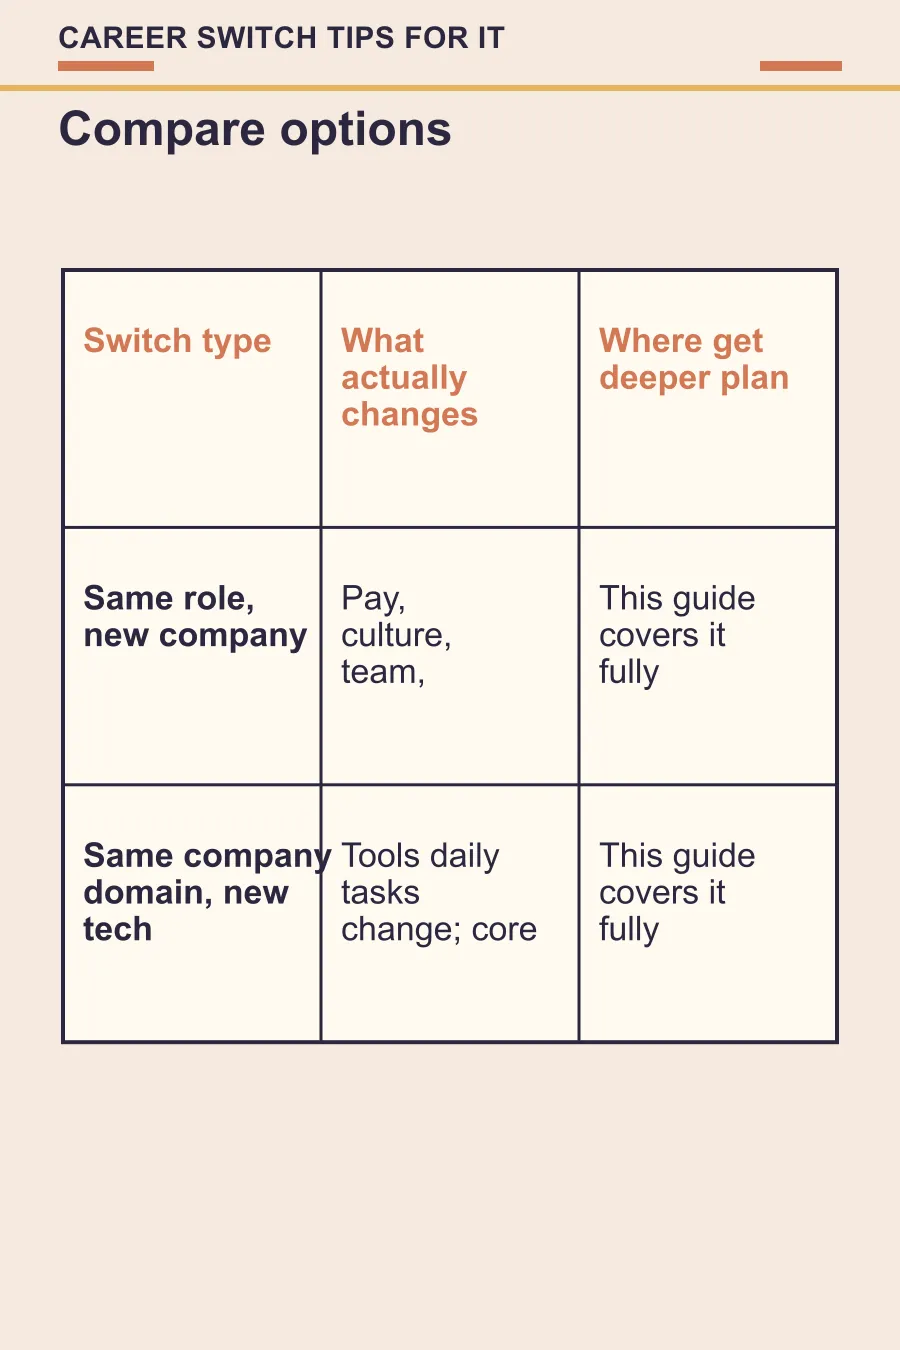 CAREER SWITCH TIPS FOR IT
Compare options
Switch type
What
actually
changes
Where get
deeper plan
Same role,
new company
Pay,
culture,
team,
This guide
covers it
fully
Same company
domain, new
tech
Tools daily
tasks
change; core
This guide
covers it
fully